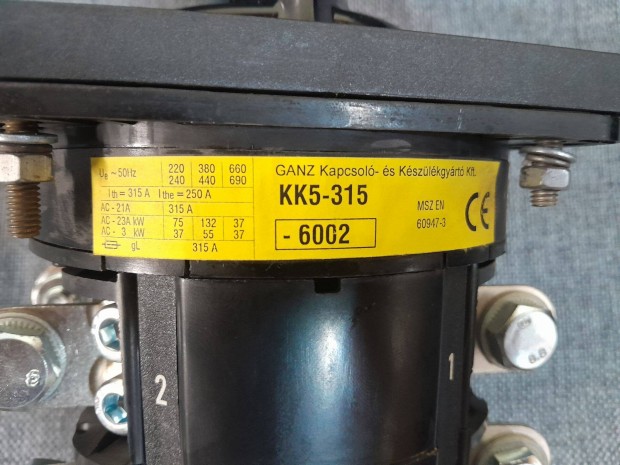 Ue ~ 50Hz 220 380 660
240 440 690
Ith = 315 A Ithe = 250 A
AC - 21A 315 A
AC - 23A kW 75 132 37
AC - 3 kW 37 55 37
gL 315 A
GANZ Kapcsoló- és Készülékgyártó Kft.
KK5-315
- 6002
MSZ EN
60947-3
CE
2
1
8.8